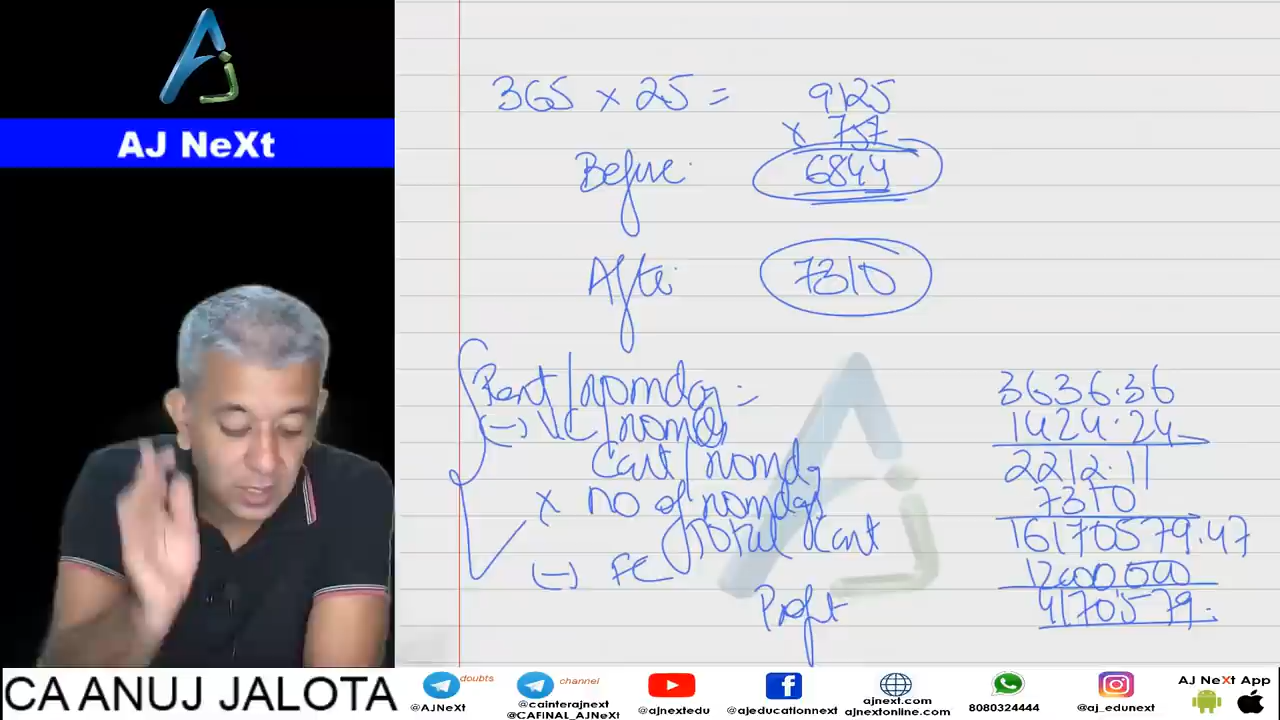 AJ NeXt
365 × 25 = 9125
× 75%
Before: 6844
After: 7310
Rent/roomday = 3636.36
(-) VC/roomday 1424.24
Cont/roomday 2212.11
× no of roomdays 7310
Total Cont 16170579.47
(-) FC 12000000
Profit 4170579.
CA ANUJ JALOTA
doubts
@AJNeXt
channel
@cainterajnext
@CAFINAL_AJNeXt
@ajnextedu
@ajeducationnext
ajnext.com
ajnextonline.com
8080324444
@aj_edunext
AJ NeXt App